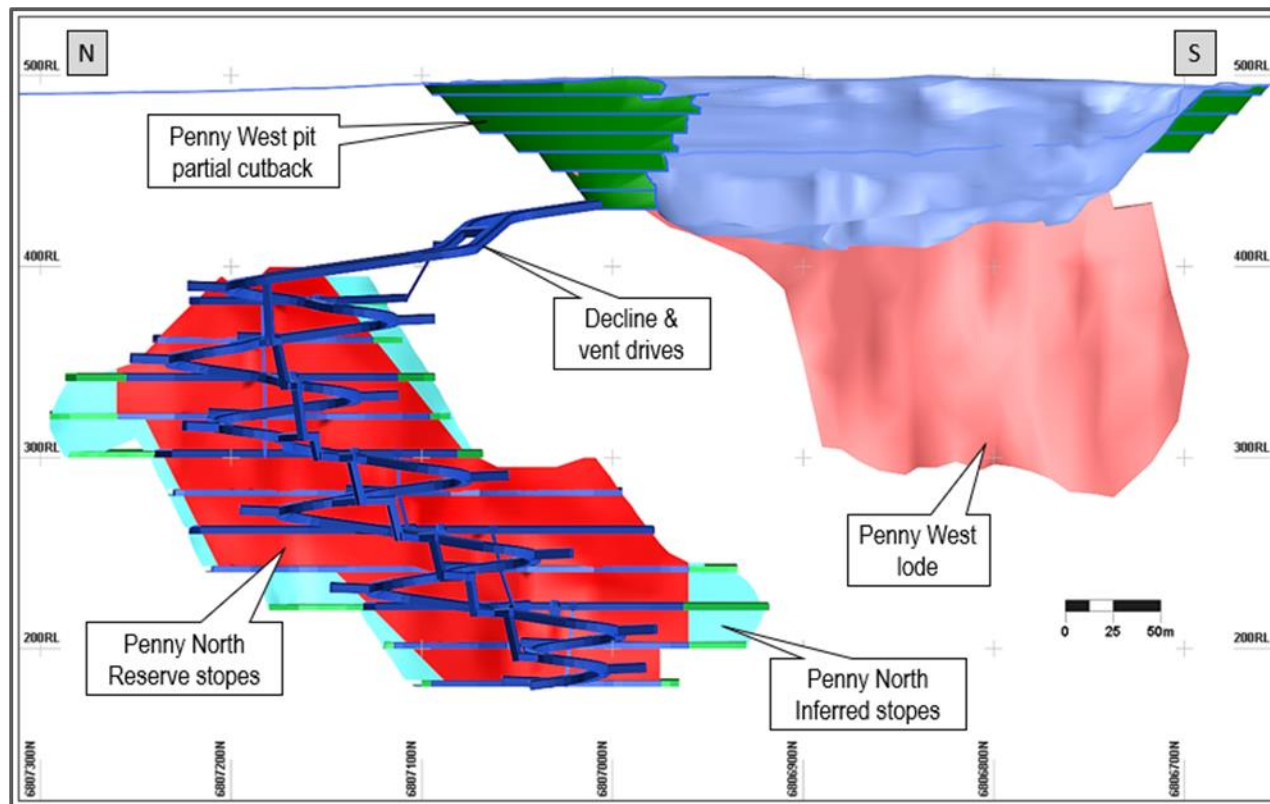 N
S
500RL
500RL
Penny West pit
partial cutback
400RL
400RL
Decline &
vent drives
300RL
300RL
Penny West
lode
Penny North
Reserve stopes
200RL
200RL
0 25 50m
Penny North
Inferred stopes
6807300N
6807200N
6807100N
6807000N
6806900N
6806800N
6806700N